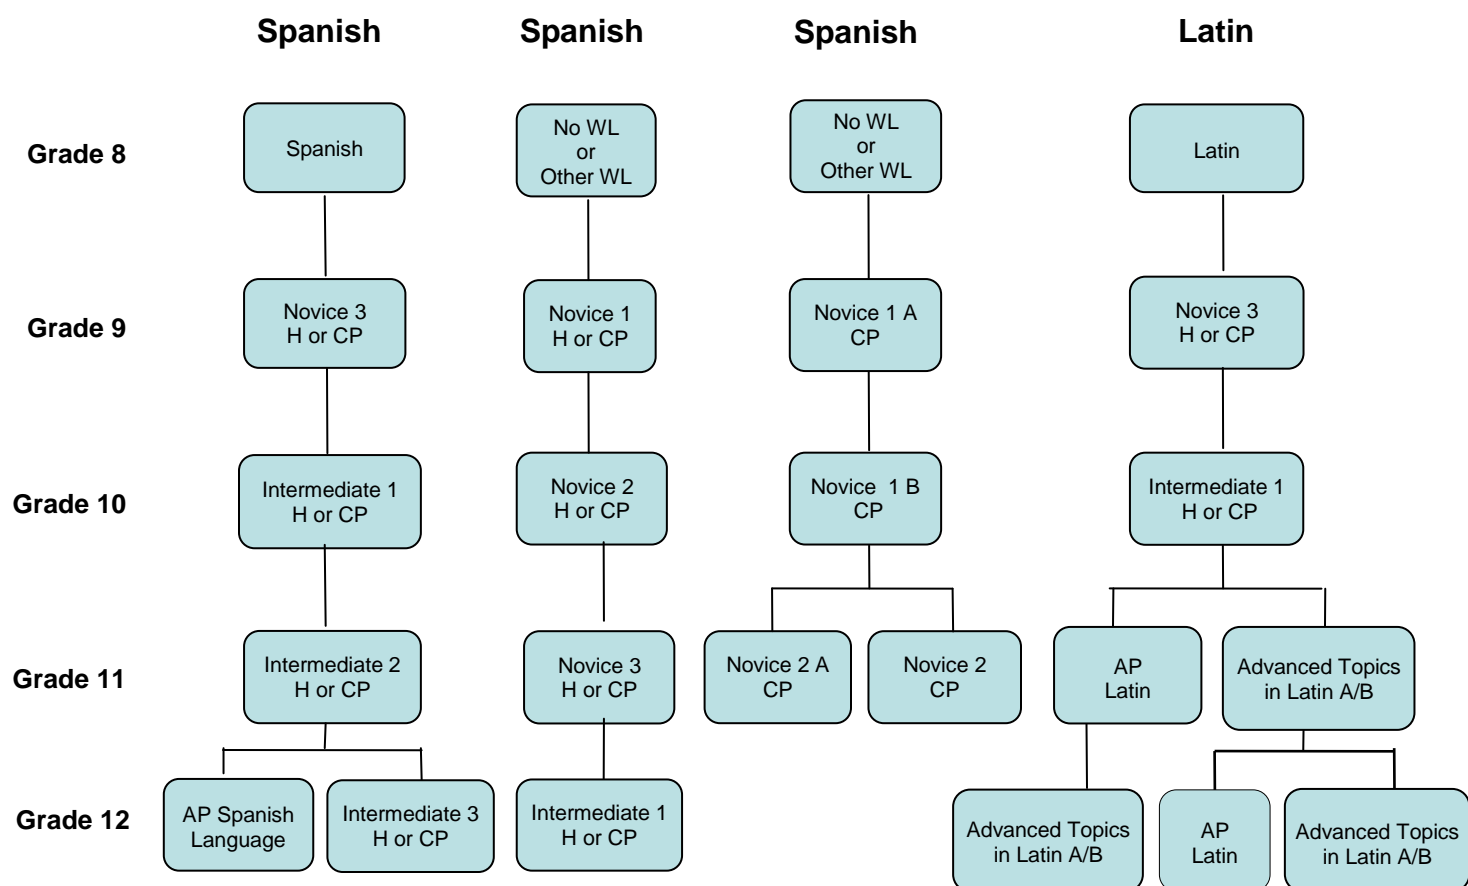 Spanish
Spanish
Spanish
Latin
Grade 8
Spanish
No WL
or
Other WL
No WL
or
Other WL
Latin
Grade 9
Novice 3
H or CP
Novice 1
H or CP
Novice 1 A
CP
Novice 3
H or CP
Grade 10
Intermediate 1
H or CP
Novice 2
H or CP
Novice 1 B
CP
Intermediate 1
H or CP
Grade 11
Intermediate 2
H or CP
Novice 3
H or CP
Novice 2 A
CP
Novice 2
CP
AP
Latin
Advanced Topics
in Latin A/B
Grade 12
AP Spanish
Language
Intermediate 3
H or CP
Intermediate 1
H or CP
Advanced Topics
in Latin A/B
AP
Latin
Advanced Topics
in Latin A/B